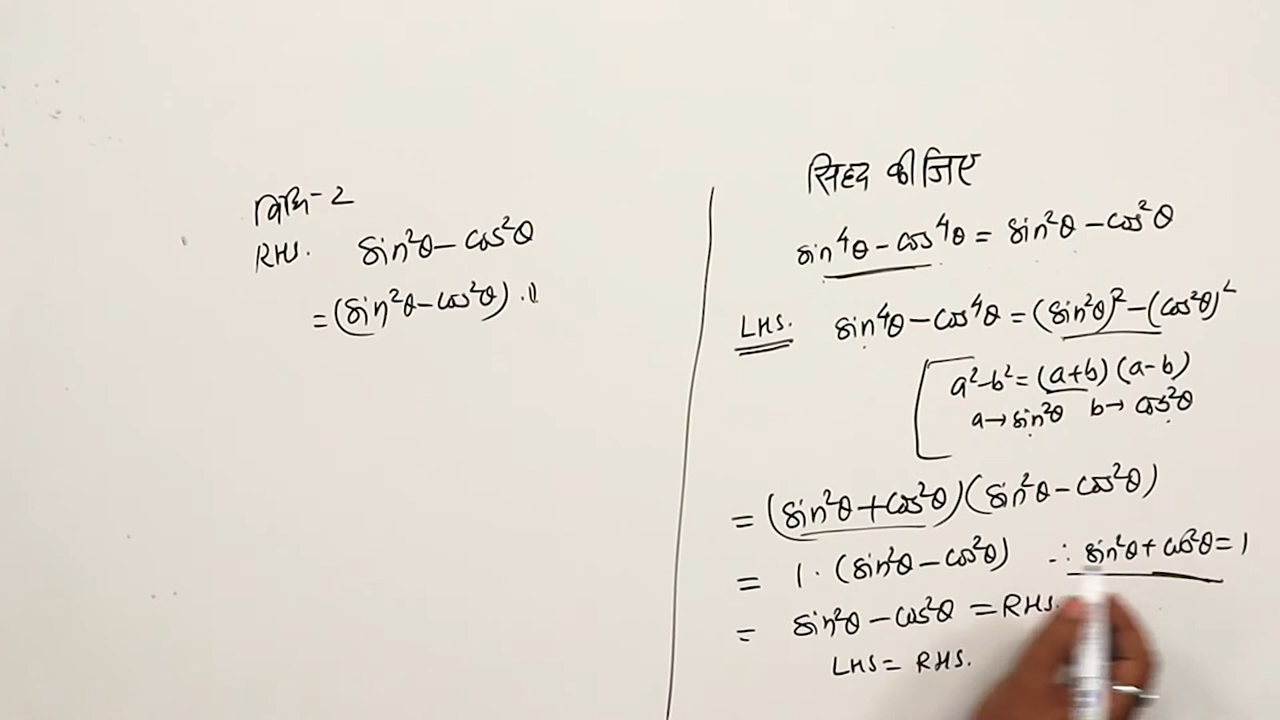 विधि-2
RHS. sin²θ - cos²θ
= (sin²θ - cos²θ) . 1
सिद्ध कीजिए
sin⁴θ - cos⁴θ = sin²θ - cos²θ
LHS. sin⁴θ - cos⁴θ = (sin²θ)² - (cos²θ)²
a² - b² = (a+b) (a-b)
a → sin²θ b → cos²θ
= (sin²θ + cos²θ) (sin²θ - cos²θ)
= 1 . (sin²θ - cos²θ) ∴ sin²θ + cos²θ = 1
= sin²θ - cos²θ = RHS.
LHS = RHS.